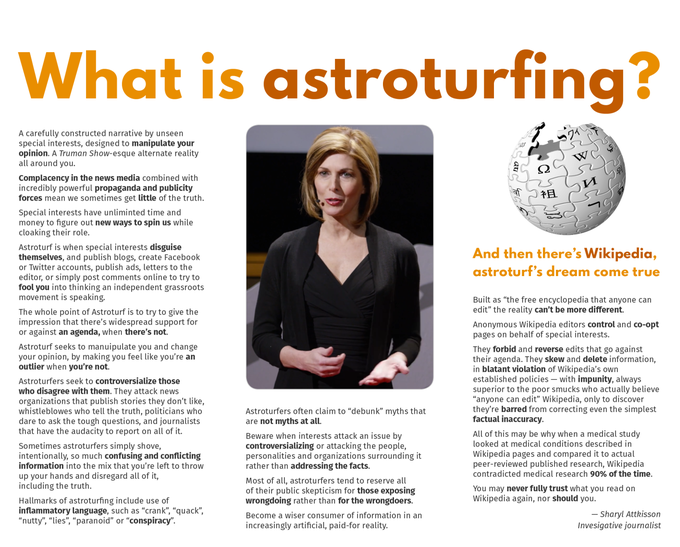 What is astroturfing?
A carefully constructed narrative by unseen
special interests, designed to manipulate your
opinion. A Truman Show-esque alternate reality
all around you.
Complacency in the news media combined with
incredibly powerful propaganda and publicity
forces mean we sometimes get little of the truth.
Special interests have unliminted time and
money to figure out new ways to spin us while
cloaking their role.
Astroturf is when special interests disguise
themselves, and publish blogs, create Facebook
or Twitter accounts, publish ads, letters to the
editor, or simply post comments online to try to
fool you into thinking an independent grassroots
movement is speaking.
The whole point of Astroturf is to try to give the
impression that there's widespread support for
or against an agenda, when there's not.
Astroturf seeks to manuipulate you and change
your opinion, by making you feel like you're an
outlier when you're not.
Astroturfers seek to controversialize those
who disagree with them. They attack news
organizations that publish stories they don't like,
whistleblowes who tell the truth, politicians who
dare to ask the tough questions, and journalists
that have the audacity to report on all of it.
Sometimes astroturfers simply shove,
intentionally, so much confusing and conflicting
information into the mix that you're left to throw
up your hands and disregard all of it,
including the truth.
Hallmarks of astroturfing include use of
inflammatory language, such as "crank", "quack",
"nutty", "lies", "paranoid" or "conspiracy".
Astroturfers often claim to "debunk" myths that
are not myths at all.
Beware when interests attack an issue by
controversializing or attacking the people,
personalities and organizations surrounding it
rather than addressing the facts.
Most of all, astroturfers tend to reserve all
of their public skepticism for those exposing
wrongdoing rather than for the wrongdoers.
Become a wiser consumer of information in an
increasingly artificial, paid-for reality.
Ω
W
И
And then there's Wikipedia,
astroturf's dream come true
Built as "the free encyclopedia that anyone can
edit" the reality can't be more different.
Anonymous Wikipedia editors control and co-opt
pages on behalf of special interests.
They forbid and reverse edits that go against
their agenda. They skew and delete information,
in blatant violation of Wikipedia's own
established policies — with impunity, always
superior to the poor smucks who actually believe
"anyone can edit" Wikipedia, only to discover
they're barred from correcting even the simplest
factual inaccuracy.
All of this may be why when a medical study
looked at medical conditions described in
Wikipedia pages and compared it to actual
peer-reviewed published research, Wikipedia
contradicted medical research 90% of the time.
You may never fully trust what you read on
Wikipedia again, nor should you.
— Sharyl Attkisson
Invesigative journalist